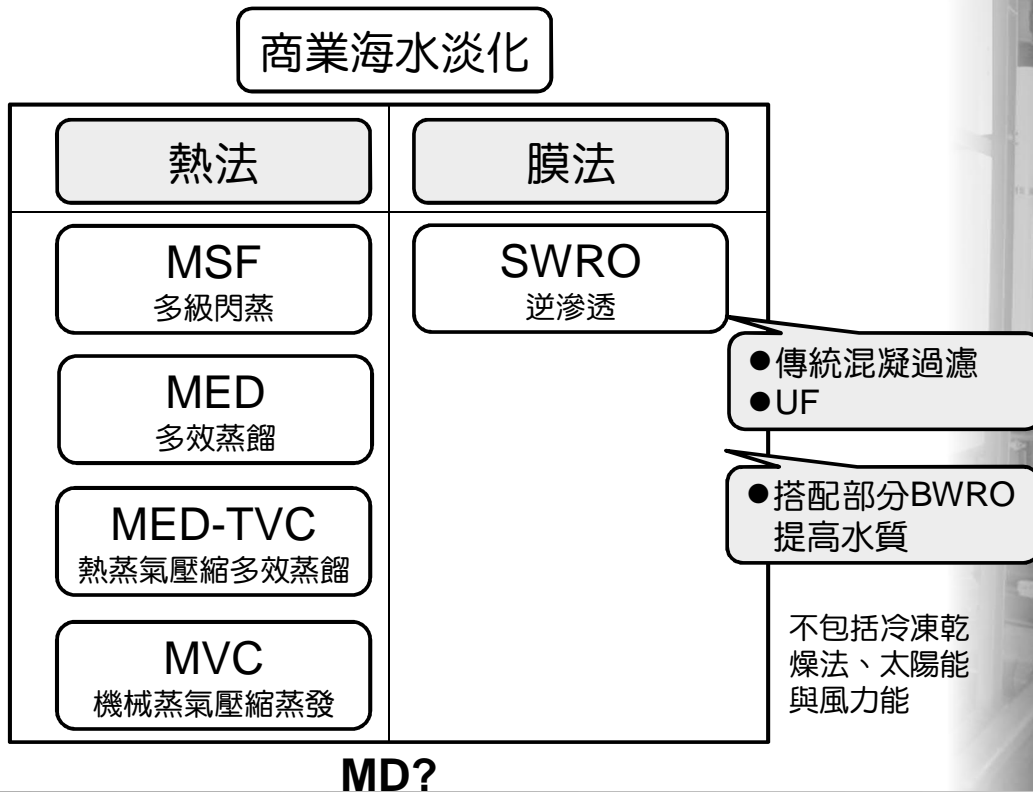 商業海水淡化
熱法
膜法
MSF
多級閃蒸
SWRO
逆滲透
●傳統混凝過濾
●UF
MED
多效蒸餾
●搭配部分BWRO
提高水質
MED-TVC
熱蒸氣壓縮多效蒸餾
MVC
機械蒸氣壓縮蒸發
不包括冷凍乾
燥法、太陽能
與風力能
MD?